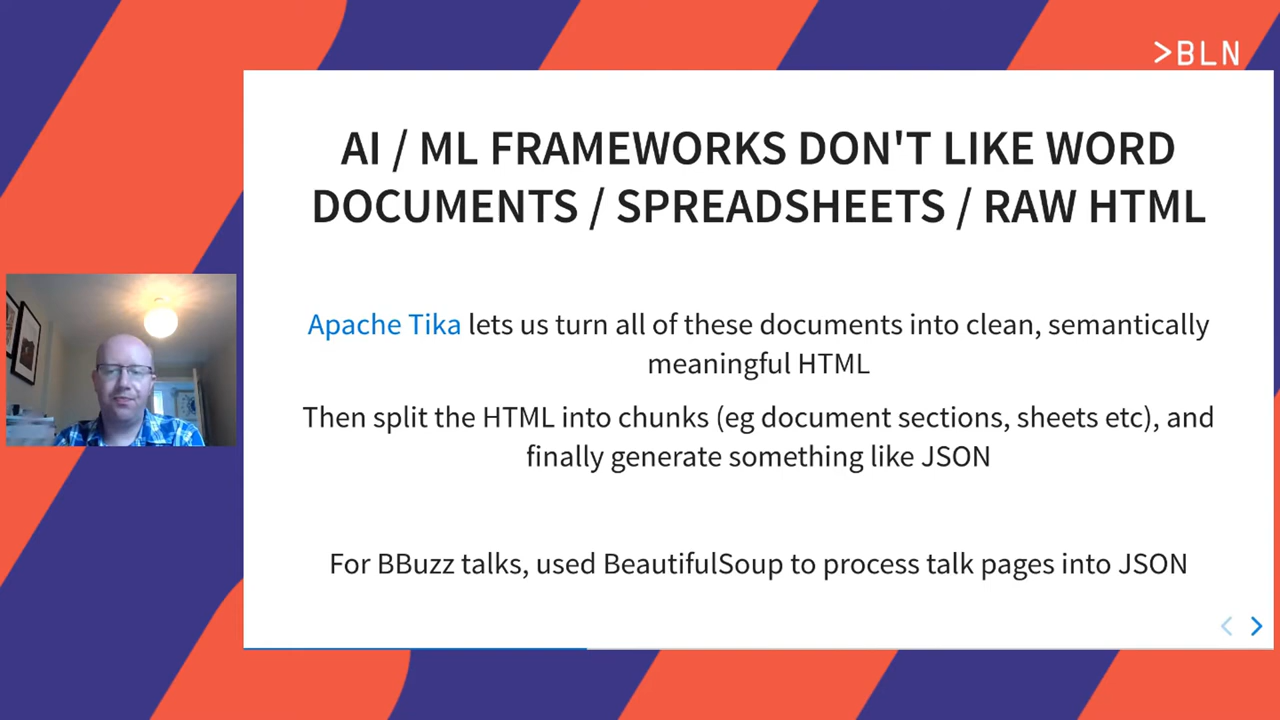 >BLN
AI / ML FRAMEWORKS DON'T LIKE WORD
DOCUMENTS / SPREADSHEETS / RAW HTML
Apache Tika lets us turn all of these documents into clean, semantically
meaningful HTML
Then split the HTML into chunks (eg document sections, sheets etc), and
finally generate something like JSON
For BBuzz talks, used BeautifulSoup to process talk pages into JSON